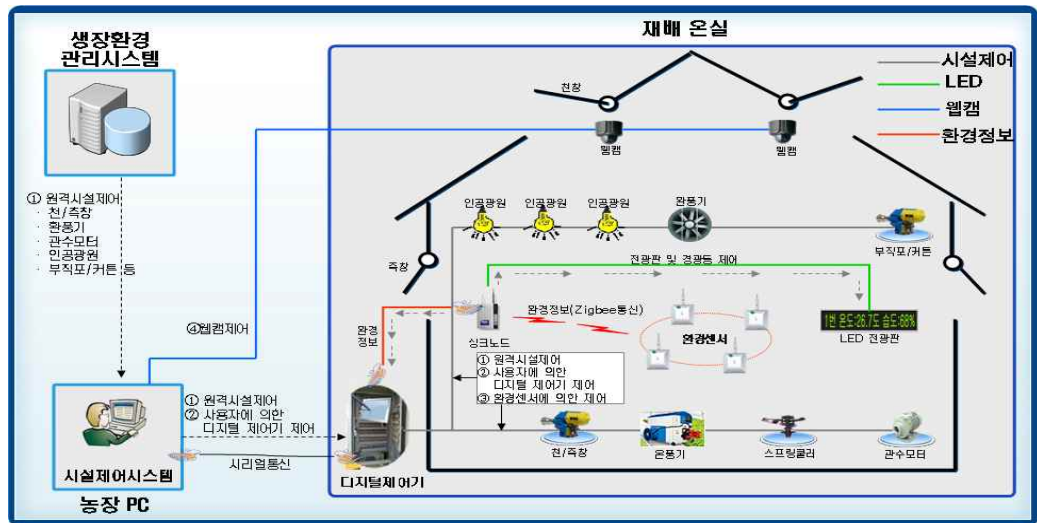 재배 온실
생장환경
관리시스템
시설제어
LED
웹캠
환경정보
천창
웹캠
웹캠
① 원격시설제어
· 천/측창
· 환풍기
· 관수모터
· 인공광원
· 부직포/커튼 등
인공광원
인공광원
인공광원
환풍기
부직포/커튼
측창
전광판 및 경광등 제어
④웹캠제어
환경
정보
싱크노드
환경정보(Zigbee통신)
환경센서
1번 온도:26.7도 습도:68%
LED 전광판
① 원격시설제어
② 사용자에 의한
디지털 제어기 제어
③ 환경센서에 의한 제어
① 원격시설제어
② 사용자에 의한
디지털 제어기 제어
시리얼통신
시설제어시스템
농장 PC
디지털제어기
천/측창
온풍기
스프링쿨러
관수모터